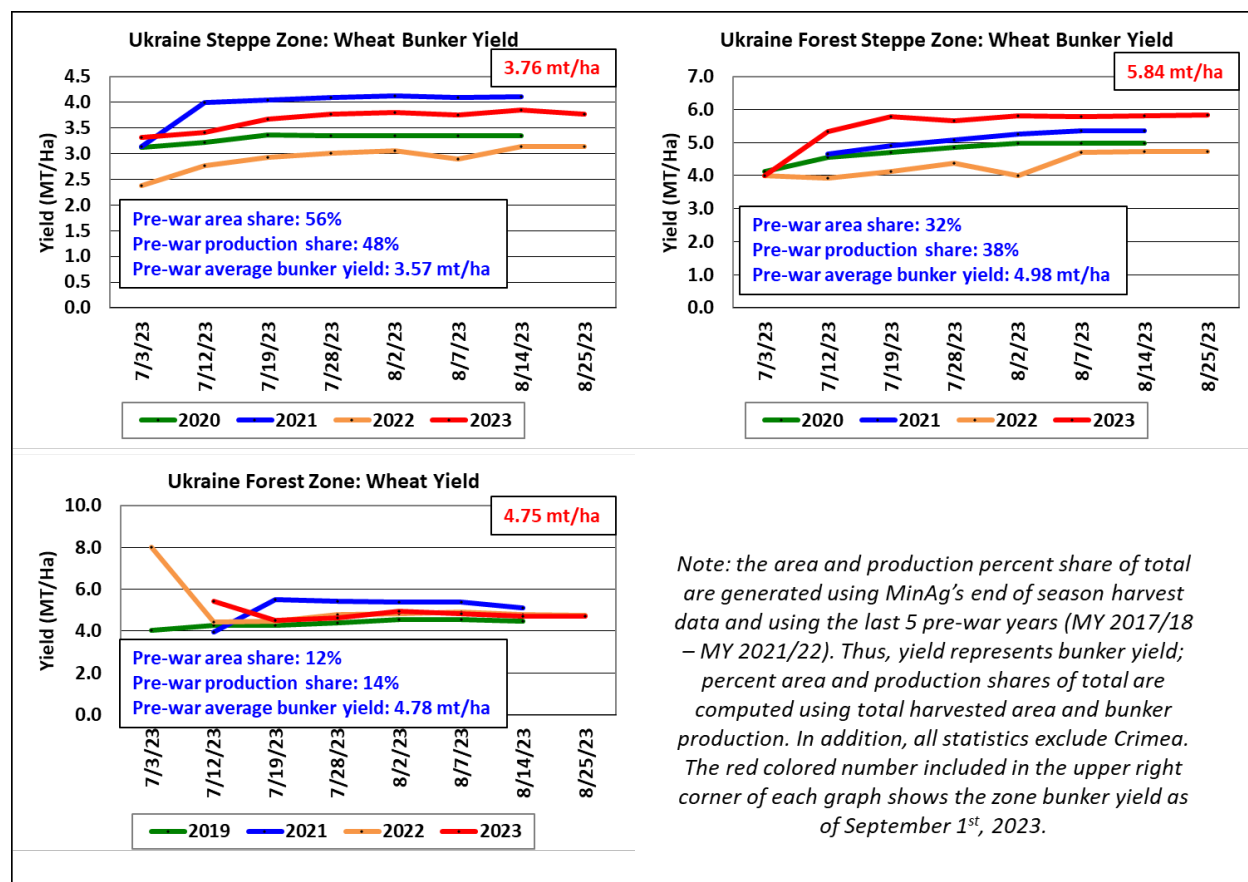 Ukraine Steppe Zone: Wheat Bunker Yield
3.76 mt/ha
Yield (MT/Ha)
4.5
4.0
3.5
3.0
2.5
2.0
1.5
1.0
0.5
0.0
Pre-war area share: 56%
Pre-war production share: 48%
Pre-war average bunker yield: 3.57 mt/ha
7/3/23
7/12/23
7/19/23
7/28/23
8/2/23
8/7/23
8/14/23
8/25/23
2020 2021 2022 2023
Ukraine Forest Steppe Zone: Wheat Bunker Yield
5.84 mt/ha
Yield (MT/Ha)
7.0
6.0
5.0
4.0
3.0
2.0
1.0
0.0
Pre-war area share: 32%
Pre-war production share: 38%
Pre-war average bunker yield: 4.98 mt/ha
7/3/23
7/12/23
7/19/23
7/28/23
8/2/23
8/7/23
8/14/23
8/25/23
2020 2021 2022 2023
Ukraine Forest Zone: Wheat Yield
4.75 mt/ha
Yield (MT/Ha)
10.0
8.0
6.0
4.0
2.0
0.0
Pre-war area share: 12%
Pre-war production share: 14%
Pre-war average bunker yield: 4.78 mt/ha
7/3/23
7/12/23
7/19/23
7/28/23
8/2/23
8/7/23
8/14/23
8/25/23
2019 2021 2022 2023
Note: the area and production percent share of total
are generated using MinAg's end of season harvest
data and using the last 5 pre-war years (MY 2017/18
– MY 2021/22). Thus, yield represents bunker yield;
percent area and production shares of total are
computed using total harvested area and bunker
production. In addition, all statistics exclude Crimea.
The red colored number included in the upper right
corner of each graph shows the zone bunker yield as
of September 1st, 2023.